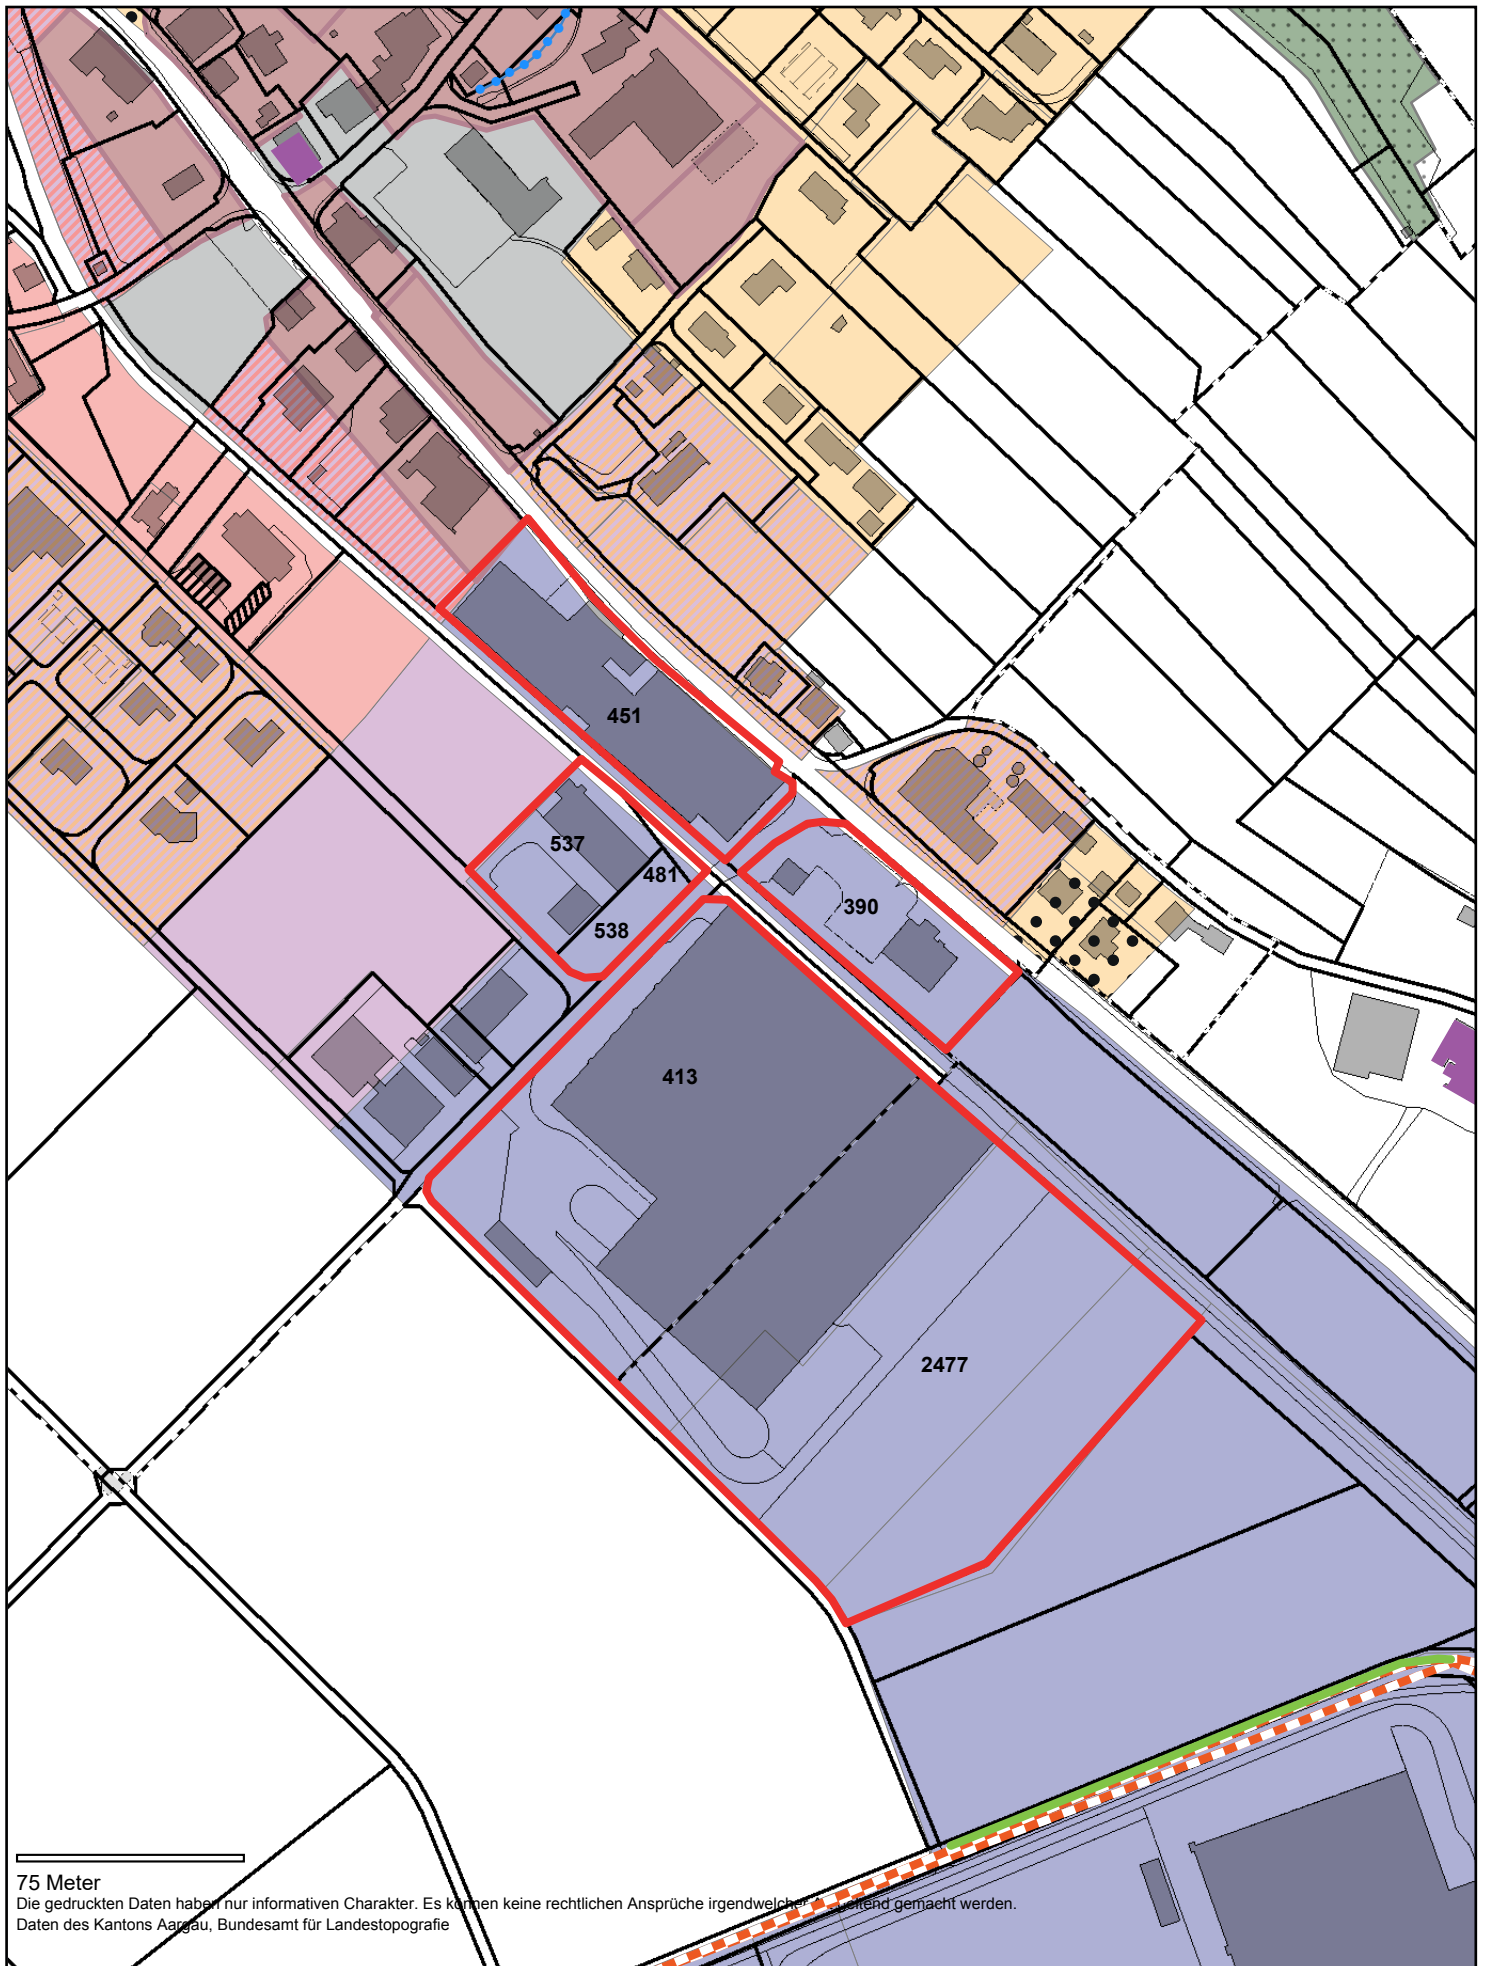 451
537
481
390
538
413
2477
75 Meter
Die gedruckten Daten haben nur informativen Charakter. Es können keine rechtlichen Ansprüche irgendwelcher geltend gemacht werden.
Daten des Kantons Aargau, Bundesamt für Landestopografie